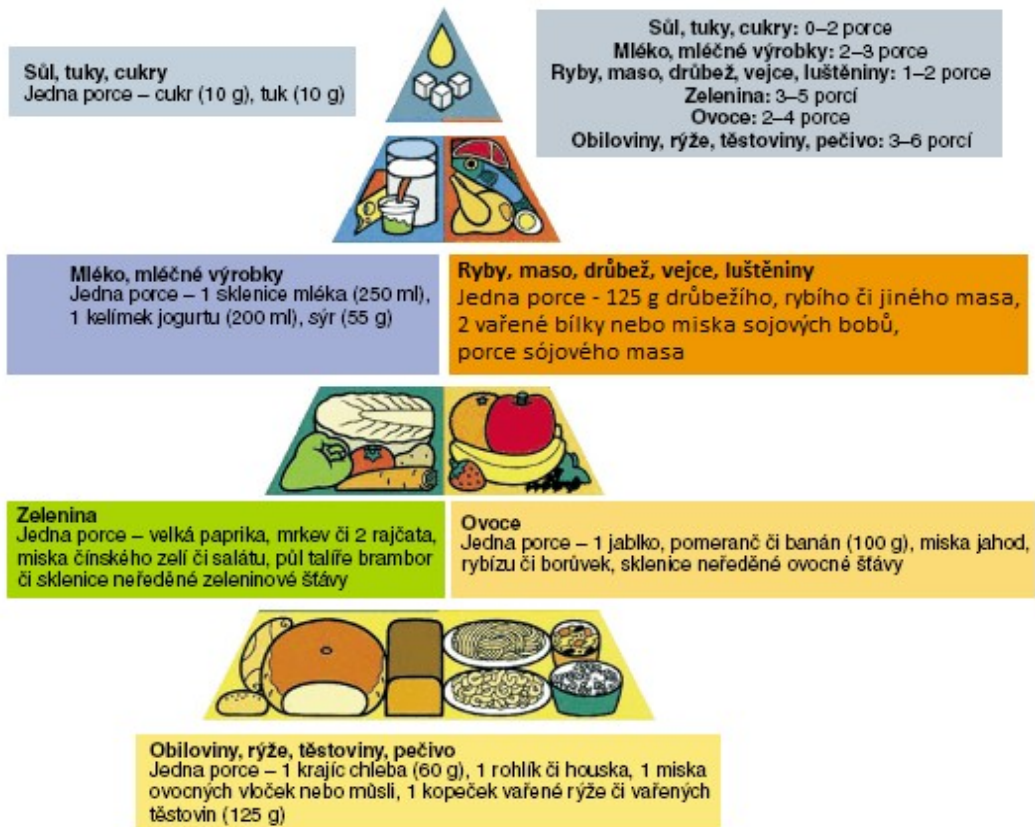 Sůl, tuky, cukry
Jedna porce – cukr (10 g), tuk (10 g)
Sůl, tuky, cukry: 0–2 porce
Mléko, mléčné výrobky: 2–3 porce
Ryby, maso, drůbež, vejce, luštěniny: 1–2 porce
Zelenina: 3–5 porcí
Ovoce: 2–4 porce
Obiloviny, rýže, těstoviny, pečivo: 3–6 porcí
Mléko, mléčné výrobky
Jedna porce – 1 sklenice mléka (250 ml),
1 kelímek jogurtu (200 ml), sýr (55 g)
Ryby, maso, drůbež, vejce, luštěniny
Jedna porce - 125 g drůbežího, rybího či jiného masa,
2 vařené bílky nebo miska sojových bobů,
porce sójového masa
Zelenina
Jedna porce – velká paprika, mrkev či 2 rajčata,
miska čínského zelí či salátu, půl talíře brambor
či sklenice neředěné zeleninové šťávy
Ovoce
Jedna porce – 1 jablko, pomeranč či banán (100 g), miska jahod,
rybízu či borůvek, sklenice neředěné ovocné šťávy
Obiloviny, rýže, těstoviny, pečivo
Jedna porce – 1 krajíc chleba (60 g), 1 rohlík či houska, 1 miska
ovocných vloček nebo műsli, 1 kopeček vařené rýže či vařených
těstovin (125 g)